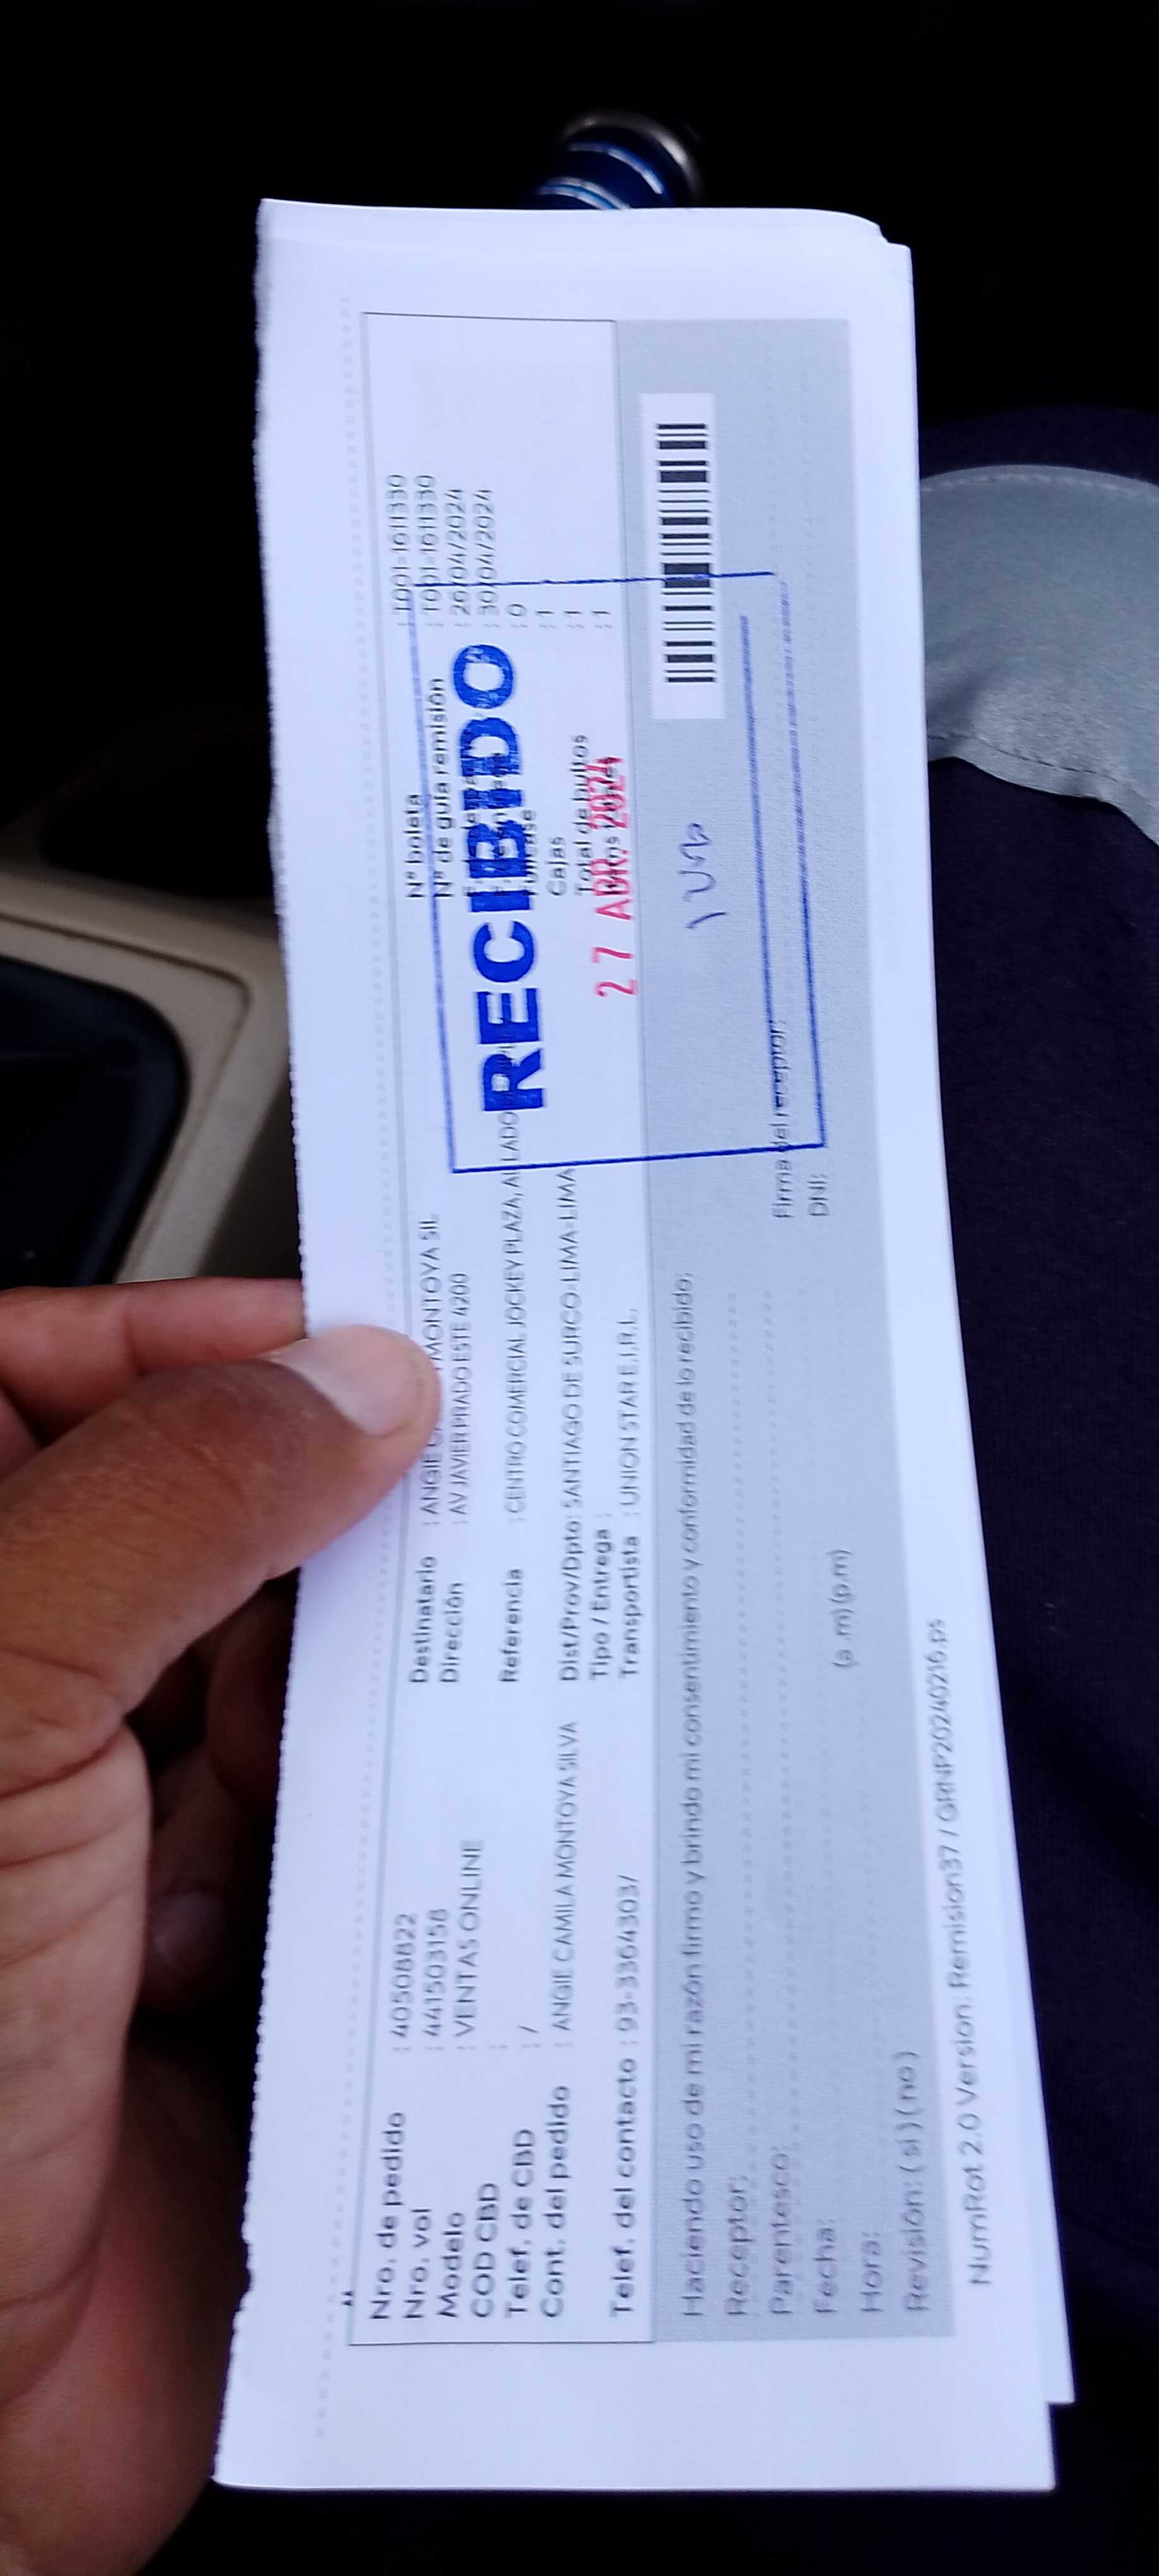 Nro. de pedido : 40508822
Nro. vol : 441503158
Modelo : VENTAS ONLINE
COD CBD :
Telef. de CBD : /
Cont. del pedido : ANGIE CAMILA MONTOYA SILVA
Telef. del contacto : 93-3364303/
Destinatario : ANGIE MONTOYA SIL
Dirección : AV JAVIER PRADO ESTE 4200
Referencia : CENTRO COMERCIAL JOCKEY PLAZA, AL LADO
Dist/Prov/Dpto: SANTIAGO DE SURCO-LIMA-LIMA
Tipo / Entrega :
Transportista : UNION STAR E.I.R.L.
N° boleta : T001-1611330
N° de guía remisión : T001-1611330
: 26/04/2024
: 30/04/2024
: 0
Cajas : 1
Total de bultos : 1
: 1
RECIBIDO
27 ABR. 2024
Haciendo uso de mi razón firmo y brindo mi consentimiento y conformidad de lo recibido:
Receptor:
Parentesco:
Fecha:
Hora: (a.m) (p.m)
Revisión: ( si ) ( no )
Firma del receptor:
DNI:
NumRot 2.0 Version: Remision37 / GRNP20240216.ps